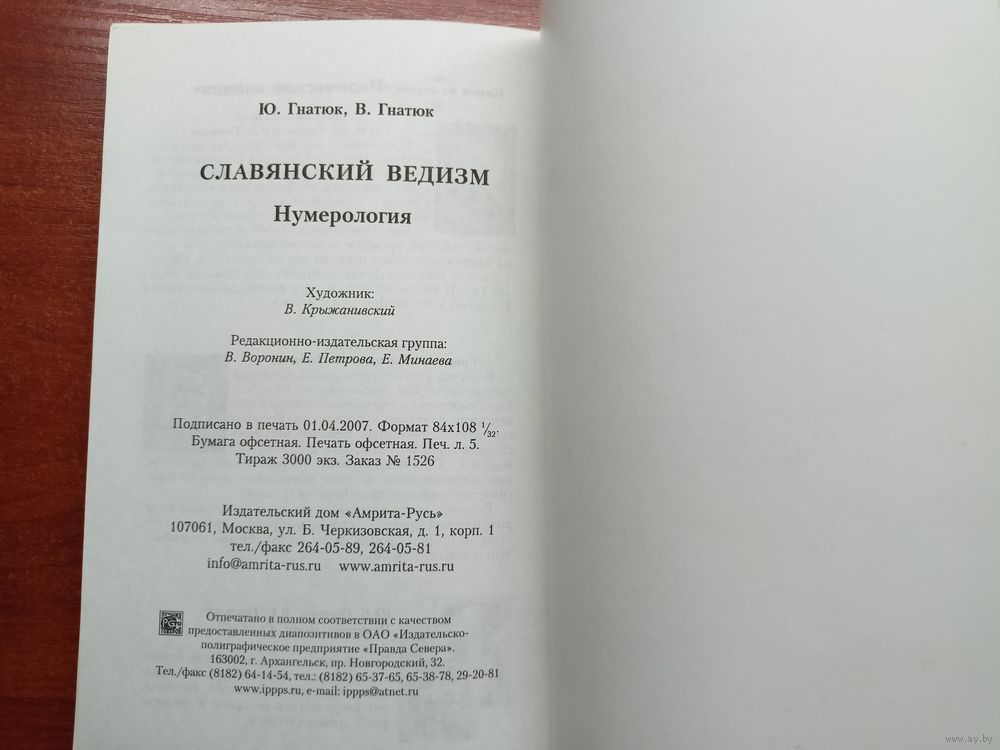 Ю. Гнатюк, В. Гнатюк
СЛАВЯНСКИЙ ВЕДИЗМ
Нумерология
Художник:
В. Крыжанивский
Редакционно-издательская группа:
В. Воронин, Е. Петрова, Е. Минаева
Подписано в печать 01.04.2007. Формат 84х108 1/32.
Бумага офсетная. Печать офсетная. Печ. л. 5.
Тираж 3000 экз. Заказ № 1526
Издательский дом «Амрита-Русь»
107061, Москва, ул. Б. Черкизовская, д. 1, корп. 1
тел./факс 264-05-89, 264-05-81
info@amrita-rus.ru www.amrita-rus.ru
Отпечатано в полном соответствии с качеством
предоставленных диапозитивов в ОАО «Издательско-
полиграфическое предприятие «Правда Севера».
163002, г. Архангельск, пр. Новгородский, 32.
Тел./факс (8182) 64-14-54, тел.: (8182) 65-37-65, 65-38-78, 29-20-81
www.ippps.ru, e-mail: ippps@atnet.ru
www.ay.by